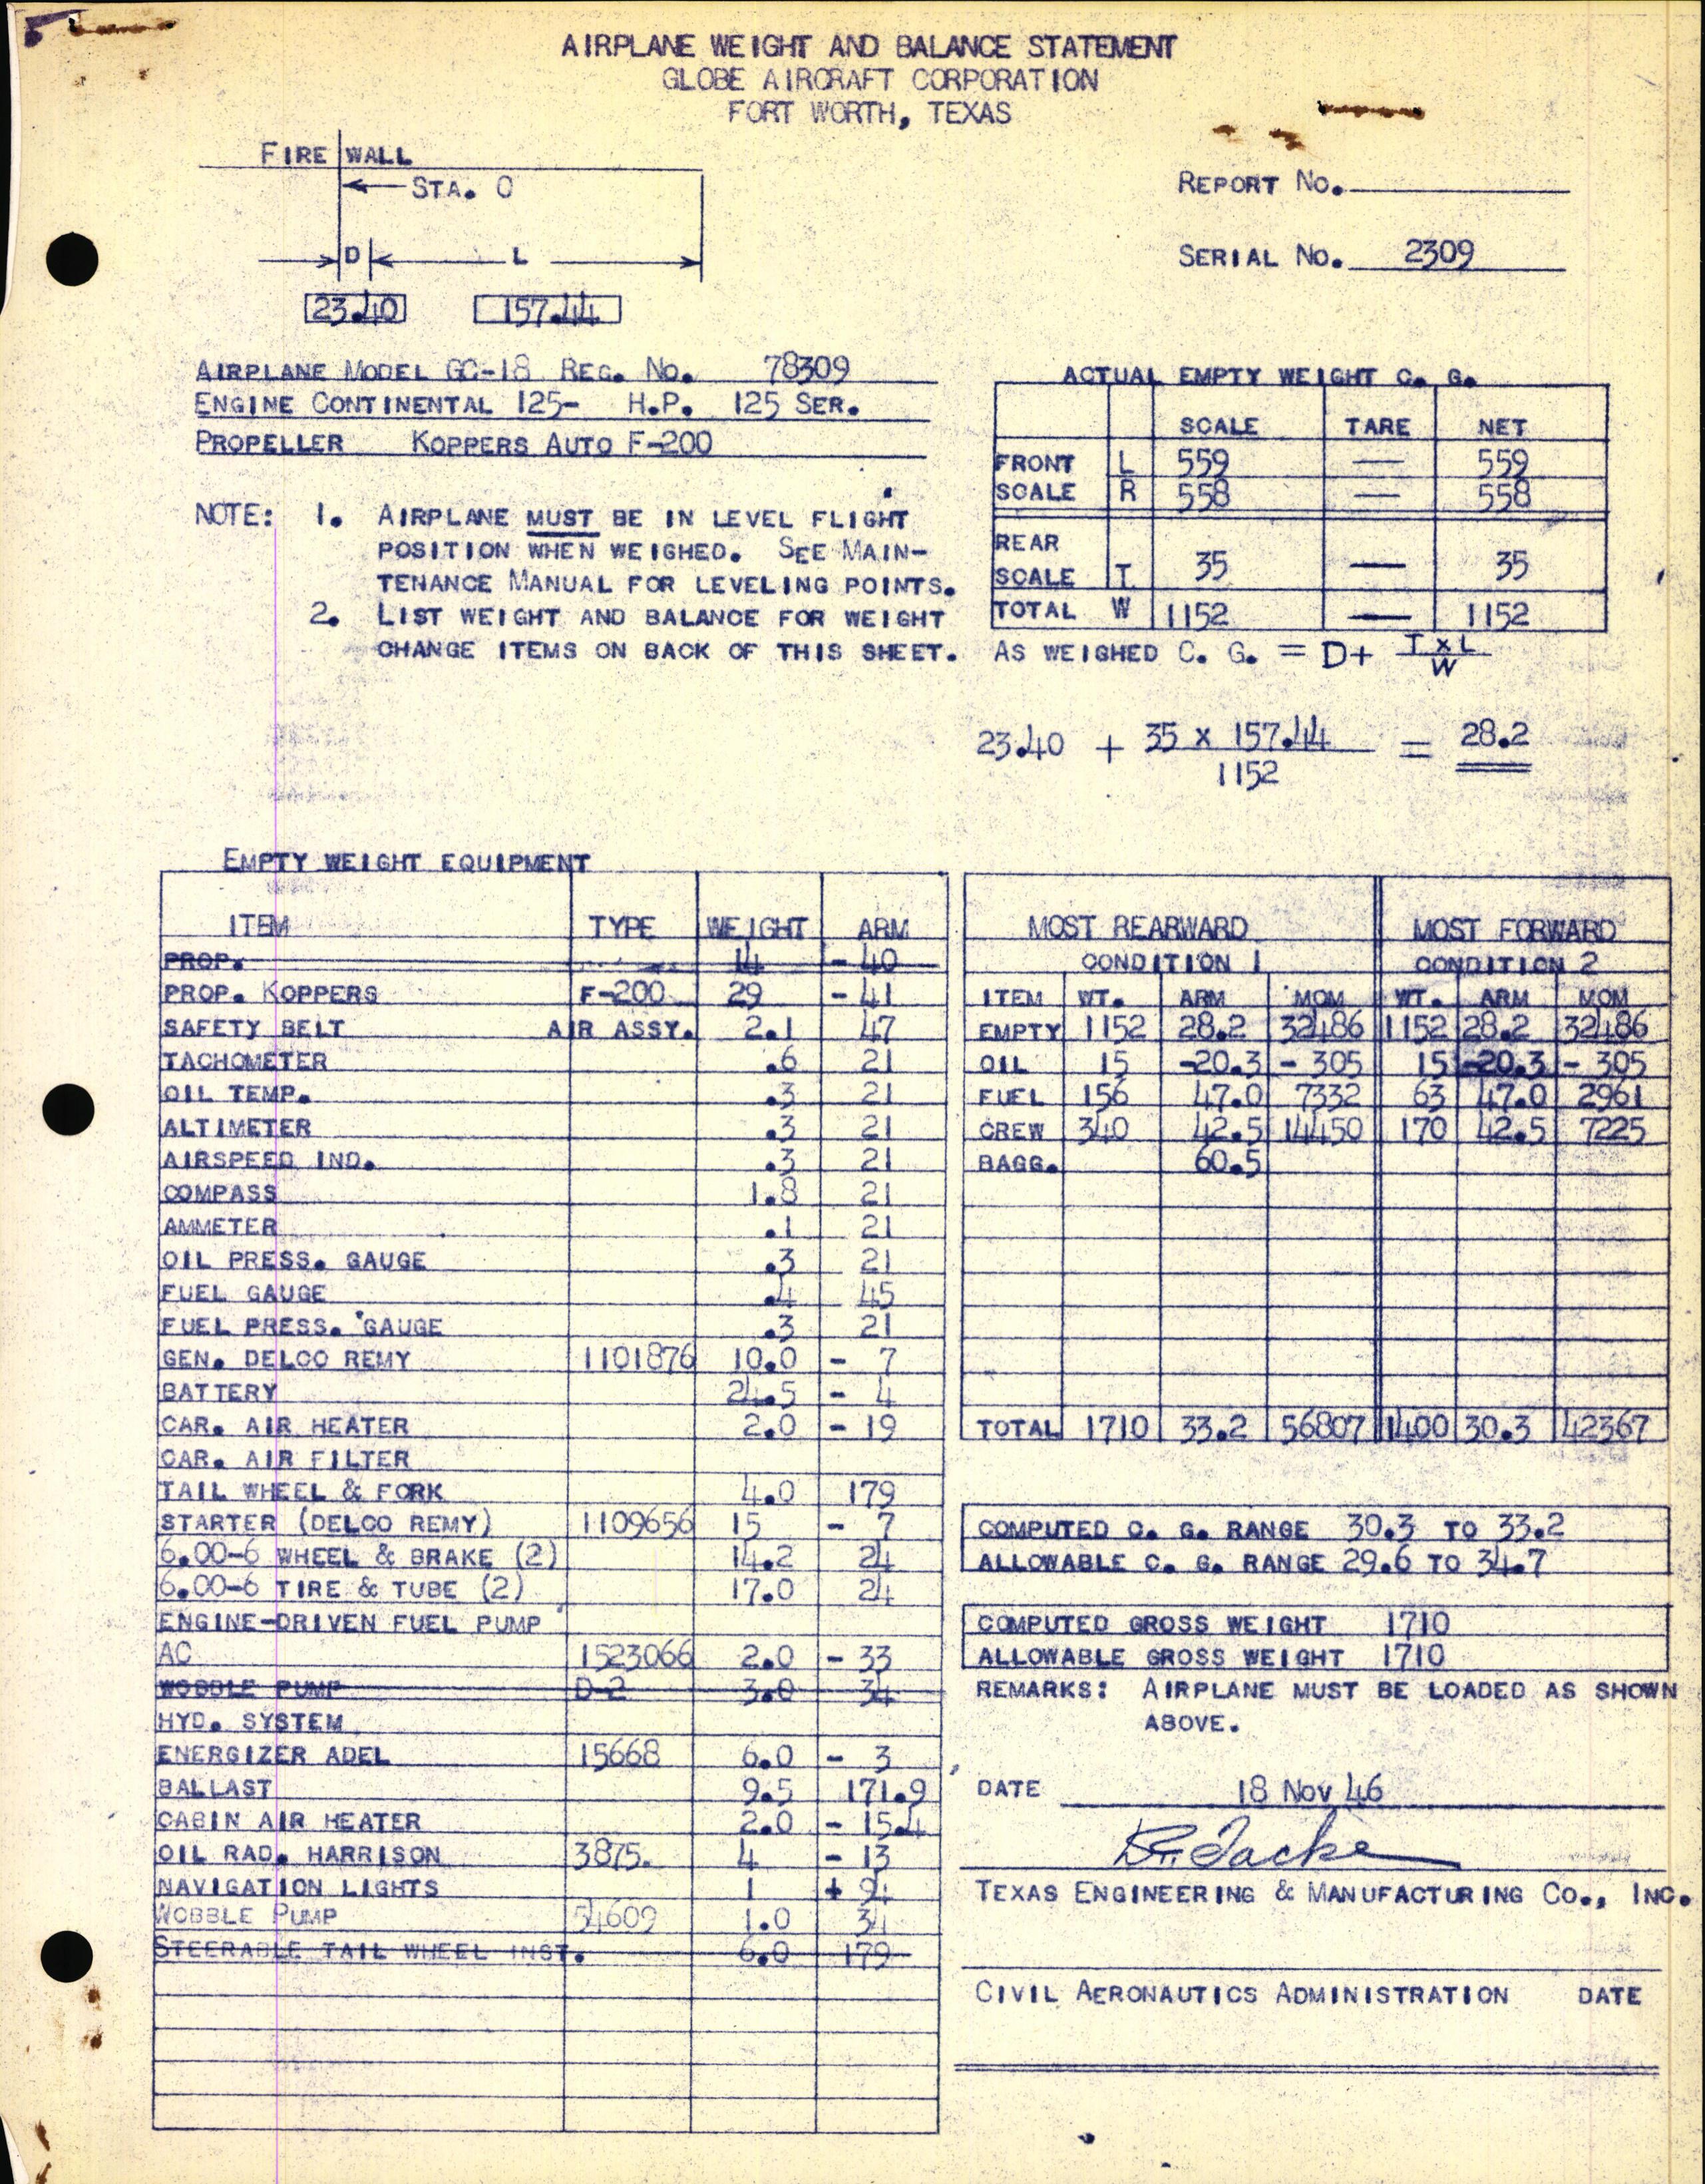 AIRPLANE WEIGHT AND BALANCE STATEMENT
GLOBE AIRCRAFT CORPORATION
FORT WORTH, TEXAS
FIRE WALL
STA. 0
D L
23.40 157.44
REPORT NO.
SERIAL NO. 2309
AIRPLANE MODEL GC-1B REG. NO. 78309
ENGINE CONTINENTAL 125- H.P. 125 SER.
PROPELLER KOPPERS AUTO F-200
NOTE: 1. AIRPLANE MUST BE IN LEVEL FLIGHT
POSITION WHEN WEIGHED. SEE MAIN-
TENANCE MANUAL FOR LEVELING POINTS.
2. LIST WEIGHT AND BALANCE FOR WEIGHT
CHANGE ITEMS ON BACK OF THIS SHEET.
ACTUAL EMPTY WEIGHT C. G.
SCALE TARE NET
FRONT L 559 — 559
SCALE R 558 — 558
REAR
SCALE T 35 — 35
TOTAL W 1152 — 1152
AS WEIGHED C. G. = D+ T x L
W
23.40 + 35 x 157.44 = 28.2
1152
EMPTY WEIGHT EQUIPMENT
ITEM TYPE WEIGHT ARM
PROP. 14 - 40
PROP. KOPPERS F-200 29 - 41
SAFETY BELT AIR ASSY. 2.1 47
TACHOMETER .6 21
OIL TEMP. .3 21
ALTIMETER .3 21
AIRSPEED IND. .3 21
COMPASS 1.8 21
AMMETER .1 21
OIL PRESS. GAUGE .3 21
FUEL GAUGE .4 45
FUEL PRESS. GAUGE .3 21
GEN. DELCO REMY 1101876 10.0 - 7
BATTERY 24.5 - 4
CAR. AIR HEATER 2.0 - 19
CAR. AIR FILTER
TAIL WHEEL & FORK 4.0 179
STARTER (DELCO REMY) 1109656 15 - 7
6.00-6 WHEEL & BRAKE (2) 14.2 24
6.00-6 TIRE & TUBE (2) 17.0 24
ENGINE-DRIVEN FUEL PUMP
AC 1523066 2.0 - 33
WOBBLE PUMP D-2 3.0 34
HYD. SYSTEM
ENERGIZER ADEL 15668 6.0 - 3
BALLAST 9.5 171.9
CABIN AIR HEATER 2.0 - 15.4
OIL RAD. HARRISON 3875. 4 - 13
NAVIGATION LIGHTS 1 + 94
WOBBLE PUMP 54609 1.0 34
STEERABLE TAIL WHEEL INST. 6.0 179
MOST REARWARD MOST FORWARD
CONDITION 1 CONDITION 2
ITEM WT. ARM MOM WT. ARM MOM
EMPTY 1152 28.2 32486 1152 28.2 32486
OIL 15 -20.3 - 305 15 -20.3 - 305
FUEL 156 47.0 7332 63 47.0 2961
CREW 340 42.5 14450 170 42.5 7225
BAGG. 60.5
TOTAL 1710 33.2 56807 1400 30.3 42367
COMPUTED C. G. RANGE 30.3 TO 33.2
ALLOWABLE C. G. RANGE 29.6 TO 34.7
COMPUTED GROSS WEIGHT 1710
ALLOWABLE GROSS WEIGHT 1710
REMARKS: AIRPLANE MUST BE LOADED AS SHOWN
ABOVE.
DATE 18 Nov 46
TEXAS ENGINEERING & MANUFACTURING CO., INC.
CIVIL AERONAUTICS ADMINISTRATION DATE